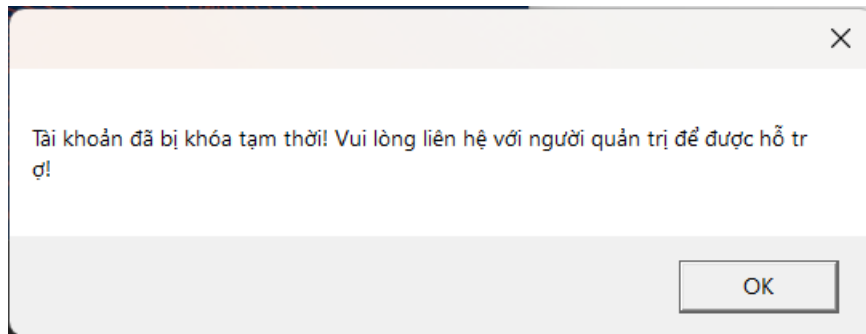 Tài khoản đã bị khóa tạm thời! Vui lòng liên hệ với người quản trị để được hỗ tr
ợ!
OK